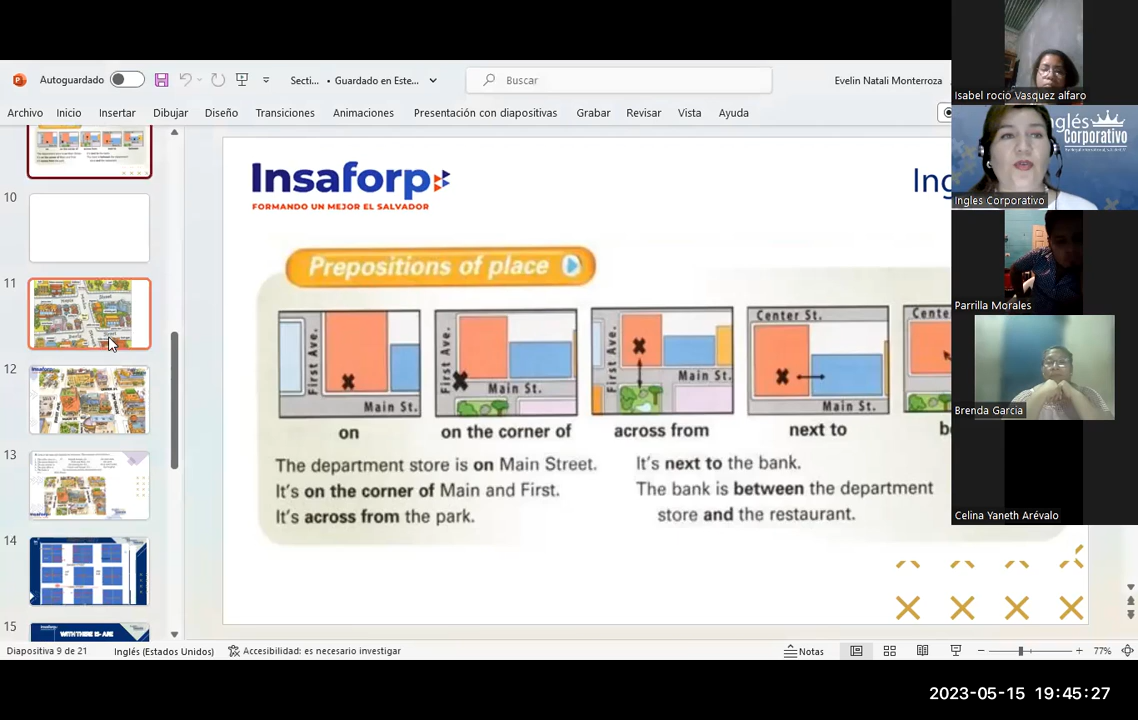 Autoguardado
Secti... • Guardado en Este...
Buscar
Evelin Natali Monterroza
Archivo
Inicio
Insertar
Dibujar
Diseño
Transiciones
Animaciones
Presentación con diapositivas
Grabar
Revisar
Vista
Ayuda
10
11
12
13
14
15
WITH THERE IS- ARE
Insaforp
FORMANDO UN MEJOR EL SALVADOR
Ing
Prepositions of place
First Ave.
Main St.
First Ave.
Main St.
First Ave.
Main St.
Center St.
Main St.
Cente
on
on the corner of
across from
next to
b
The department store is on Main Street.
It's on the corner of Main and First.
It's across from the park.
It's next to the bank.
The bank is between the department
store and the restaurant.
Isabel rocio Vasquez alfaro
Inglés
Corporativo
Ingles Corporativo
Parrilla Morales
Brenda Garcia
Celina Yaneth Arévalo
Diapositiva 9 de 21
Inglés (Estados Unidos)
Accesibilidad: es necesario investigar
Notas
77%
2023-05-15 19:45:27